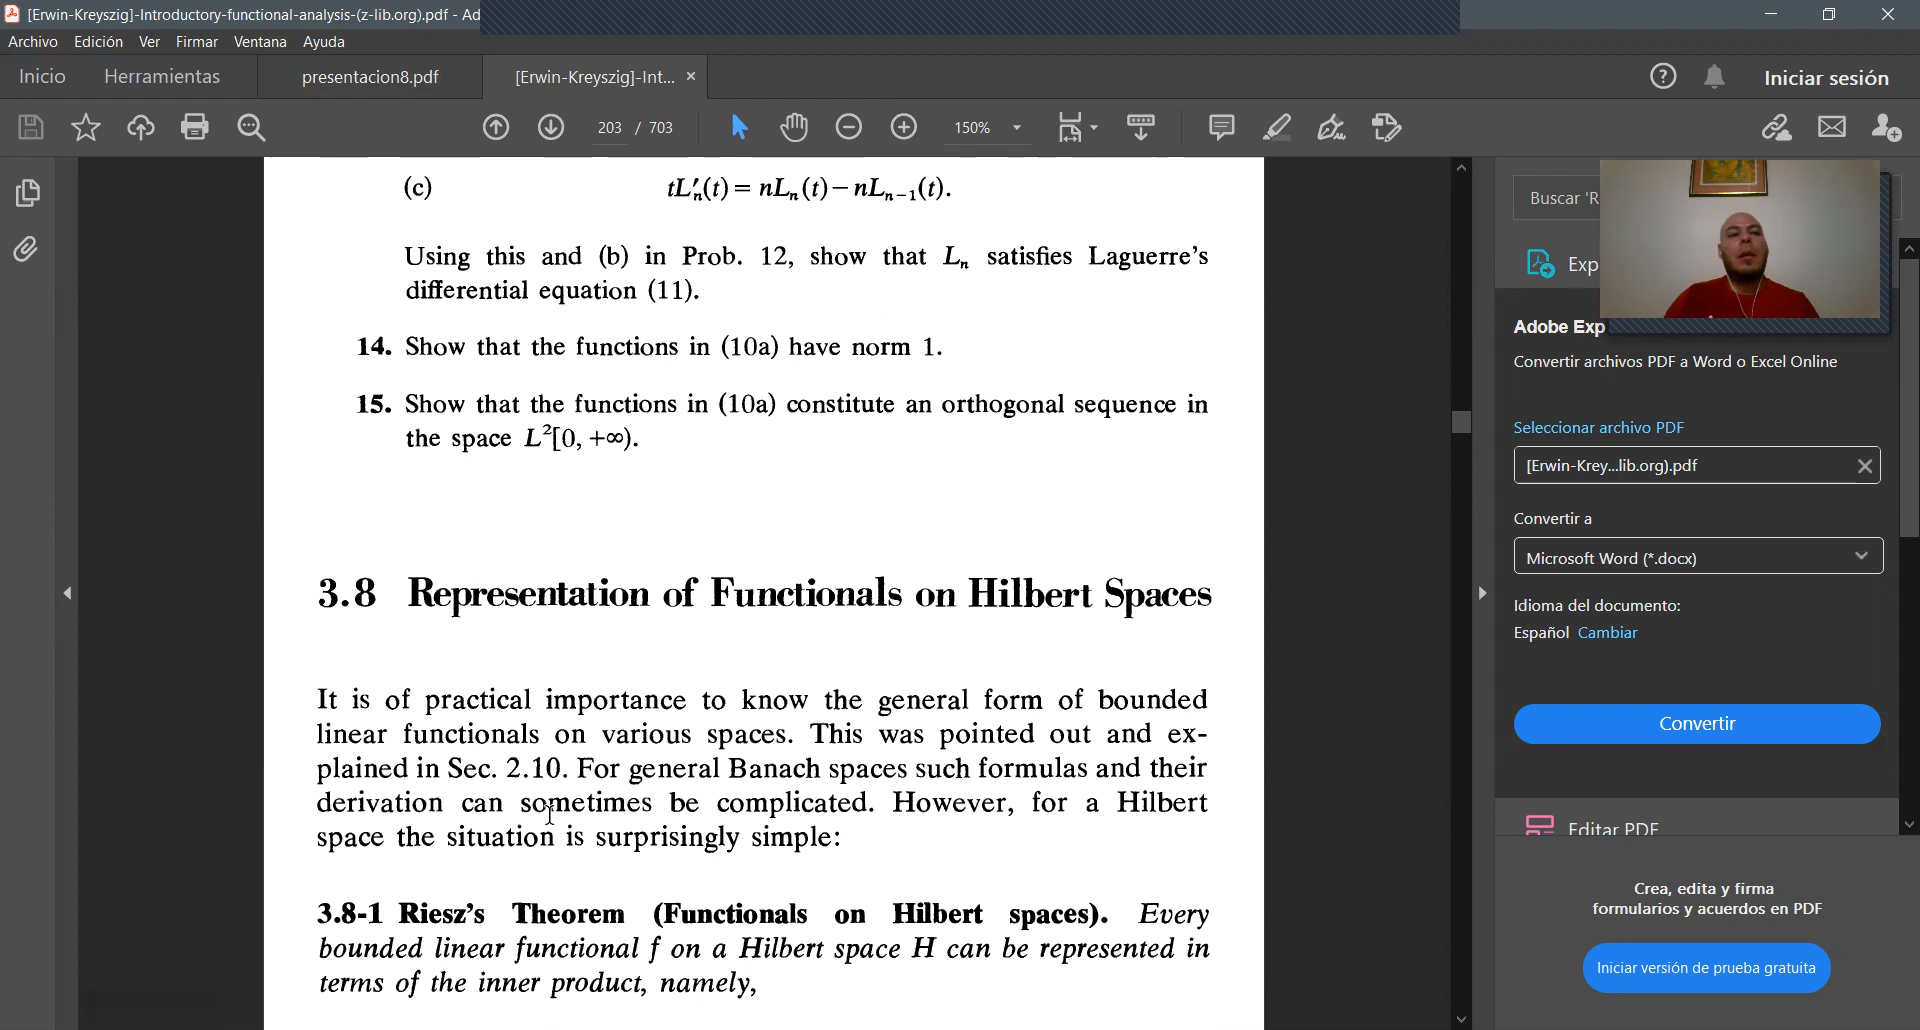 [Erwin-Kreyszig]-Introductory-functional-analysis-(z-lib.org).pdf - Ad
Archivo Edición Ver Firmar Ventana Ayuda
Inicio Herramientas presentacion8.pdf [Erwin-Kreyszig]-Int... × Iniciar sesión
203 / 703 150%
(c) tL'ₙ(t) = nLₙ(t) − nLₙ₋₁(t).
Using this and (b) in Prob. 12, show that Lₙ satisfies Laguerre's
differential equation (11).
14. Show that the functions in (10a) have norm 1.
15. Show that the functions in (10a) constitute an orthogonal sequence in
the space L²[0, +∞).
3.8 Representation of Functionals on Hilbert Spaces
It is of practical importance to know the general form of bounded
linear functionals on various spaces. This was pointed out and ex-
plained in Sec. 2.10. For general Banach spaces such formulas and their
derivation can sometimes be complicated. However, for a Hilbert
space the situation is surprisingly simple:
3.8-1 Riesz's Theorem (Functionals on Hilbert spaces). Every
bounded linear functional f on a Hilbert space H can be represented in
terms of the inner product, namely,
Buscar 'R
Exp
Adobe Exp
Convertir archivos PDF a Word o Excel Online
Seleccionar archivo PDF
[Erwin-Krey...lib.org).pdf
Convertir a
Microsoft Word (*.docx)
Idioma del documento:
Español Cambiar
Convertir
Editar PDF
Crea, edita y firma
formularios y acuerdos en PDF
Iniciar versión de prueba gratuita